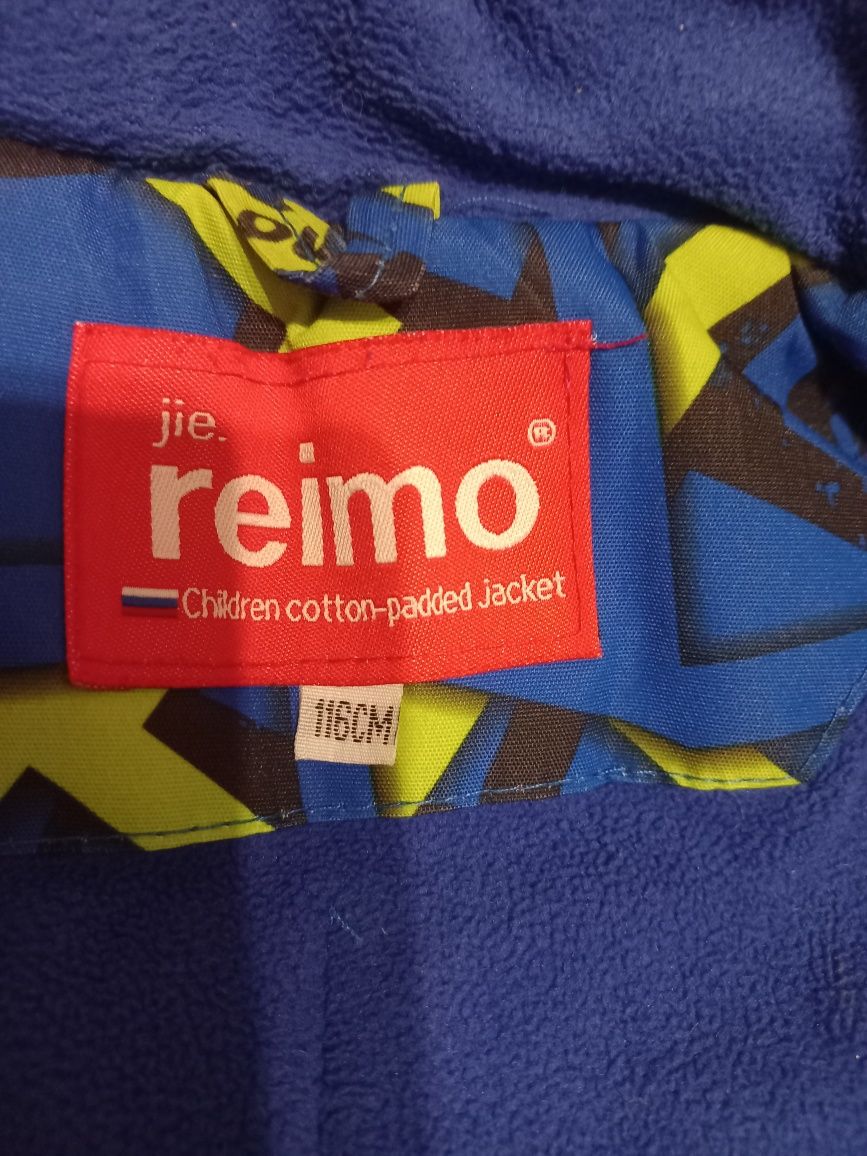 jie.
reimo®
Children cotton-padded jacket
116CM